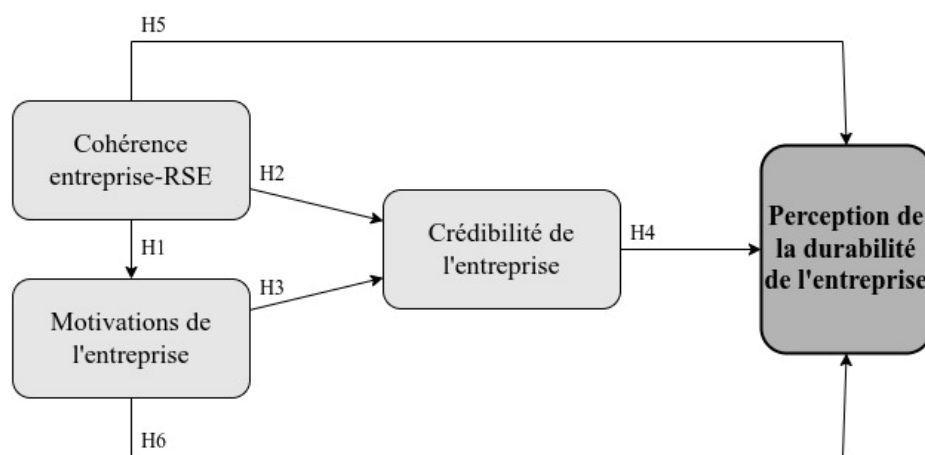 H5
Cohérence
entreprise-RSE
H2
H1
Crédibilité de
l'entreprise
H4
Perception de
la durabilité
de l'entreprise
H3
Motivations de
l'entreprise
H6